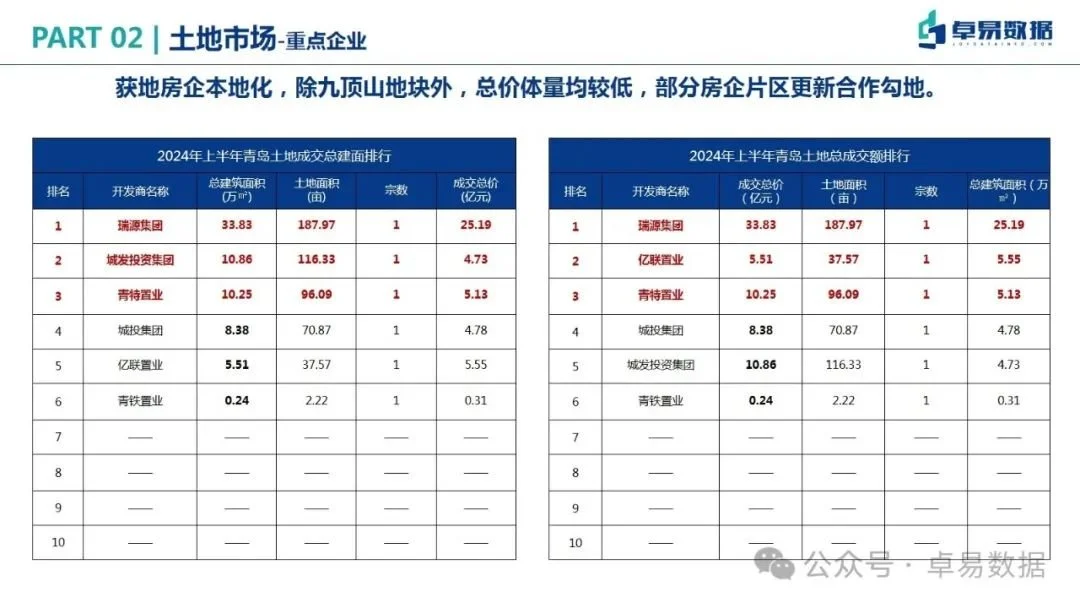 PART 02 | 土地市场-重点企业
卓易数据
JOYDATAINFO.COM
获地房企本地化，除九顶山地块外，总价体量均较低，部分房企片区更新合作勾地。
2024年上半年青岛土地成交总建面排行
排名 开发商名称 总建筑面积(万㎡) 土地面积(亩) 宗数 成交总价(亿元)
1 瑞源集团 33.83 187.97 1 25.19
2 城发投资集团 10.86 116.33 1 4.73
3 青特置业 10.25 96.09 1 5.13
4 城投集团 8.38 70.87 1 4.78
5 亿联置业 5.51 37.57 1 5.55
6 青铁置业 0.24 2.22 1 0.31
7 —— —— —— —— ——
8 —— —— —— —— ——
9 —— —— —— —— ——
10 —— —— —— —— ——
2024年上半年青岛土地总成交额排行
排名 开发商名称 成交总价（亿元） 土地面积（亩） 宗数 总建筑面积（万㎡）
1 瑞源集团 33.83 187.97 1 25.19
2 亿联置业 5.51 37.57 1 5.55
3 青特置业 10.25 96.09 1 5.13
4 城投集团 8.38 70.87 1 4.78
5 城发投资集团 10.86 116.33 1 4.73
6 青铁置业 0.24 2.22 1 0.31
7 —— —— —— —— ——
8 —— —— —— —— ——
9 —— —— —— —— ——
10 —— —— —— —— ——
公众号 · 卓易数据